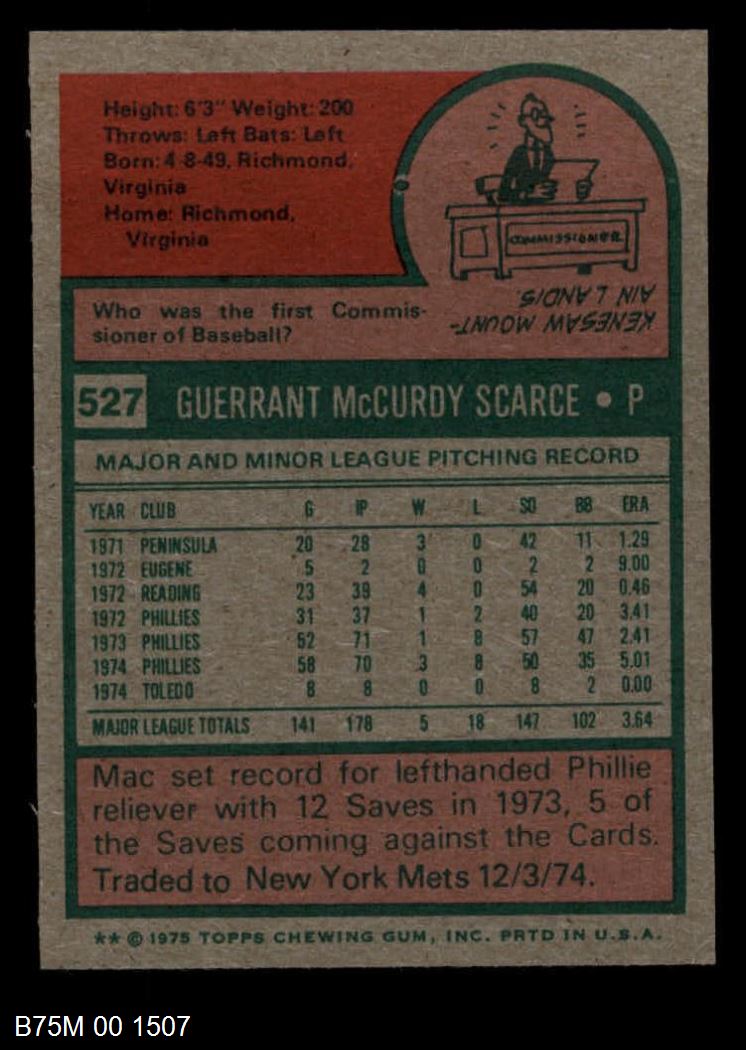 Height: 6'3" Weight: 200
Throws: Left Bats: Left
Born: 4-8-49, Richmond,
Virginia
Home: Richmond,
Virginia
COMMISSIONER
Who was the first Commis-
sioner of Baseball?
KENESAW MOUNT-
AIN LANDIS.
527 GUERRANT McCURDY SCARCE • P
MAJOR AND MINOR LEAGUE PITCHING RECORD
YEAR CLUB G IP W L SO BB ERA
1971 PENINSULA 20 28 3 0 42 11 1.29
1972 EUGENE 5 2 0 0 2 2 9.00
1972 READING 23 39 4 0 54 20 0.46
1972 PHILLIES 31 37 1 2 40 20 3.41
1973 PHILLIES 52 71 1 8 57 47 2.41
1974 PHILLIES 58 70 3 8 50 35 5.01
1974 TOLEDO 8 8 0 0 8 2 0.00
MAJOR LEAGUE TOTALS 141 178 5 18 147 102 3.64
Mac set record for lefthanded Phillie
reliever with 12 Saves in 1973, 5 of
the Saves coming against the Cards.
Traded to New York Mets 12/3/74.
** © 1975 TOPPS CHEWING GUM, INC. PRTD IN U.S.A.
B75M 00 1507